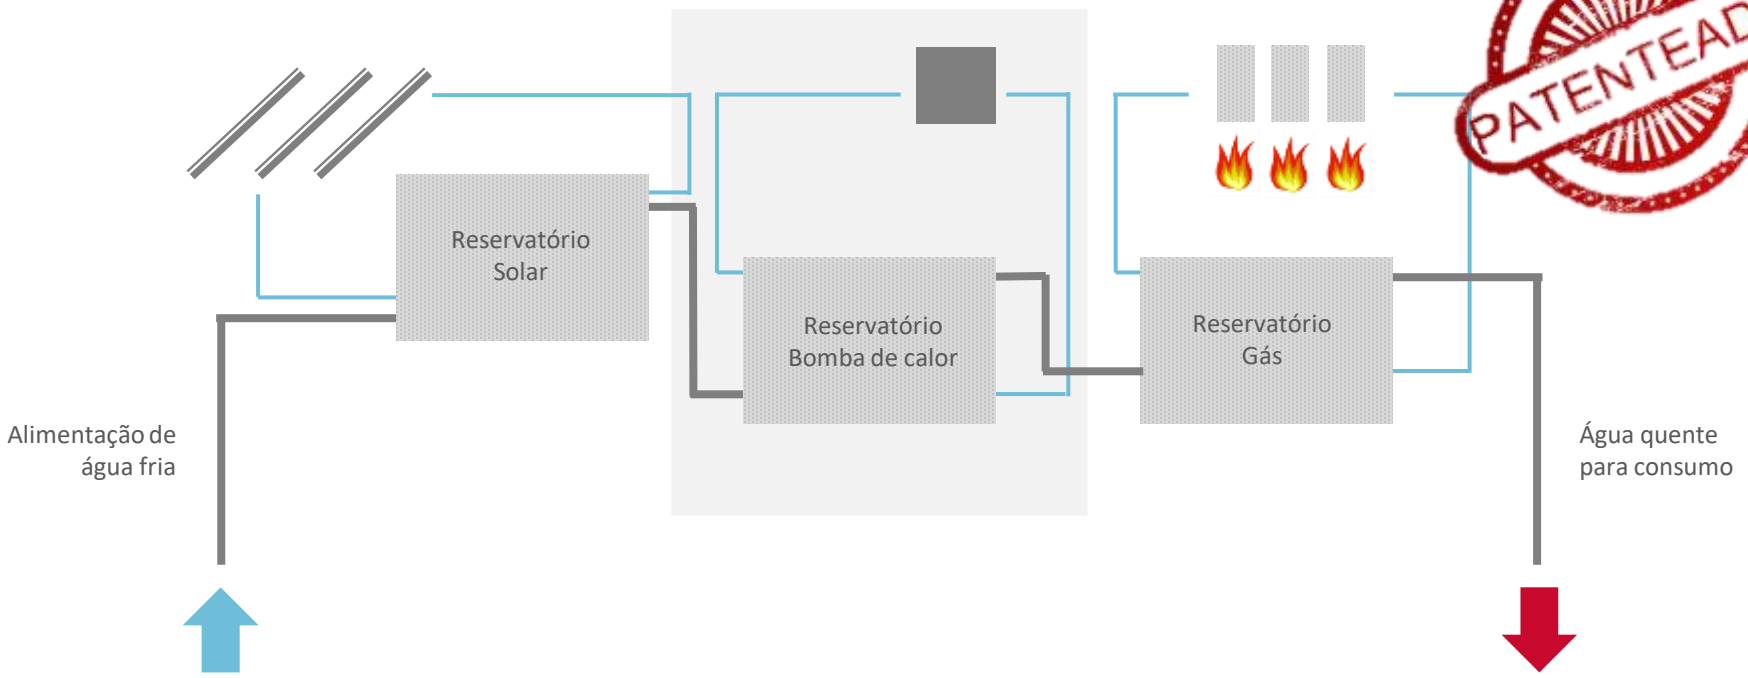 PATENTEAD
Reservatório
Solar
Reservatório
Bomba de calor
Reservatório
Gás
Alimentação de
água fria
Água quente
para consumo